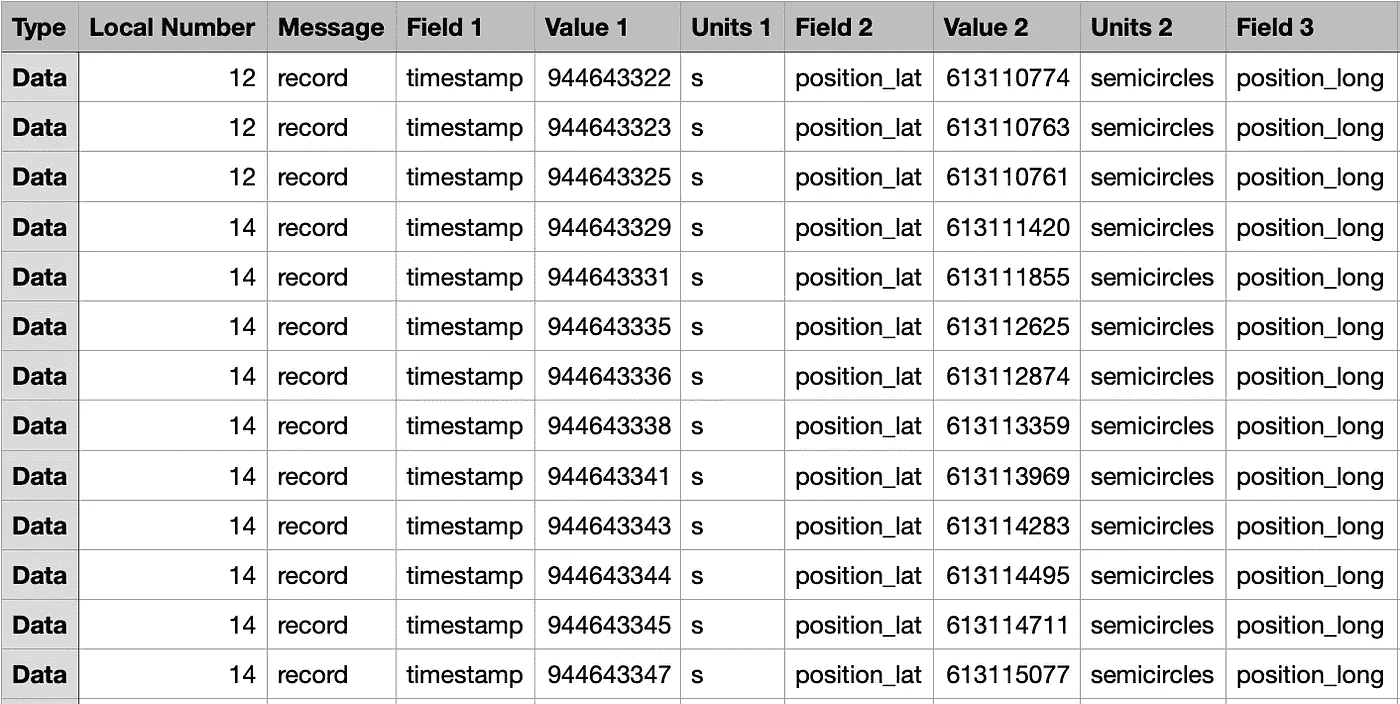 Type Local Number Message Field 1 Value 1 Units 1 Field 2 Value 2 Units 2 Field 3
Data 12 record timestamp 944643322 s position_lat 613110774 semicircles position_long
Data 12 record timestamp 944643323 s position_lat 613110763 semicircles position_long
Data 12 record timestamp 944643325 s position_lat 613110761 semicircles position_long
Data 14 record timestamp 944643329 s position_lat 613111420 semicircles position_long
Data 14 record timestamp 944643331 s position_lat 613111855 semicircles position_long
Data 14 record timestamp 944643335 s position_lat 613112625 semicircles position_long
Data 14 record timestamp 944643336 s position_lat 613112874 semicircles position_long
Data 14 record timestamp 944643338 s position_lat 613113359 semicircles position_long
Data 14 record timestamp 944643341 s position_lat 613113969 semicircles position_long
Data 14 record timestamp 944643343 s position_lat 613114283 semicircles position_long
Data 14 record timestamp 944643344 s position_lat 613114495 semicircles position_long
Data 14 record timestamp 944643345 s position_lat 613114711 semicircles position_long
Data 14 record timestamp 944643347 s position_lat 613115077 semicircles position_long